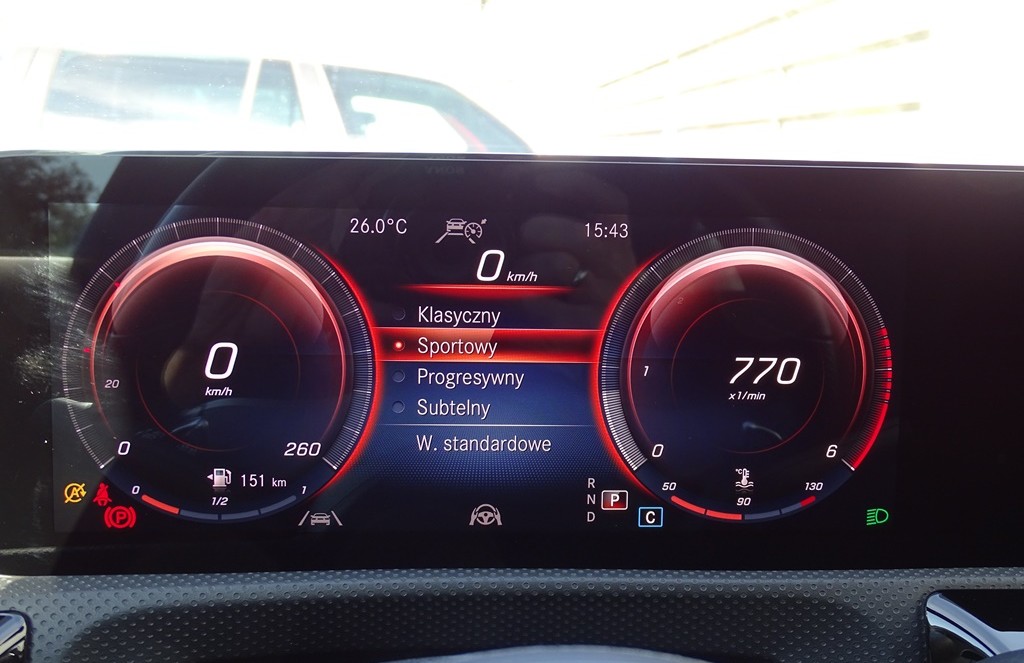 26.0°C
15:43
0 km/h
Klasyczny
Sportowy
Progresywny
Subtelny
W. standardowe
0
km/h
20
0
260
151 km
0
1/2
1
A
P
770
x1/min
1
0
6
°C
50
90
130
R
N
P
D
C